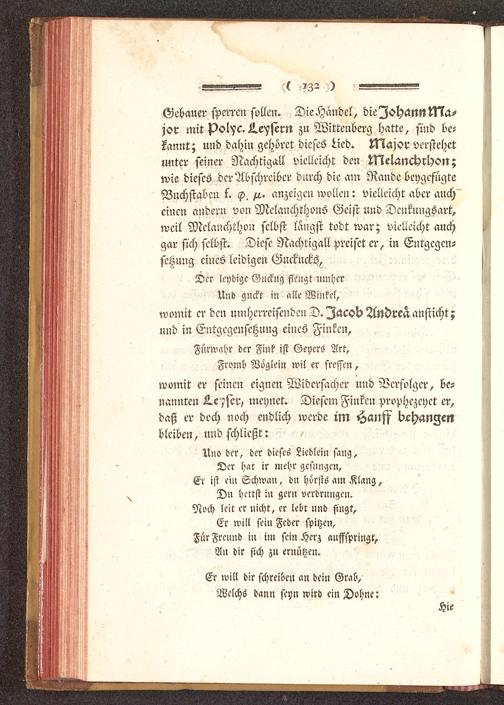 ( 132 )
Gebauer sperren sollen. Die Händel, die Johann Ma-
jor mit Polyc. Leysern zu Wittenberg hatte, sind be-
kannt; und dahin gehöret dieses Lied. Major verstehet
unter seiner Nachtigall vielleicht den Melanchthon;
wie dieses der Abschreiber durch die am Rande beygefügte
Buchstaben f. φ. μ. anzeigen wollen: vielleicht aber auch
einen andern von Melanchthons Geist und Denkungsart,
weil Melanchthon selbst längst todt war; vielleicht auch
gar sich selbst. Diese Nachtigall preiset er, in Entgegen-
setzung eines leidigen Guckucks,
Der leydige Guckug fleugt umher
Und guckt in alle Winkel,
womit er den umherreisenden D. Jacob Andreä ansticht;
und in Entgegensetzung eines Finken,
Fürwahr der Fink ist Geyers Art,
Fromb Vöglein wil er fressen,
womit er seinen eignen Widersacher und Verfolger, be-
nannten Leyser, meynet. Diesem Finken prophezeyet er,
daß er doch noch endlich werde im Hanff behangen
bleiben, und schließt:
Und der, der dieses Liedlein sang,
Der hat ir mehr gesungen,
Er ist ein Schwan, du hörsts am Klang,
Du hettst in gern verdrungen.
Noch leit er nicht, er lebt und singt,
Er will sein Feder spitzen,
Für Freund in im sein Herz auffspringt,
An dir sich zu ernützen.
Er will dir schreiben an dein Grab,
Welchs dann seyn wird ein Dohne:
Hie